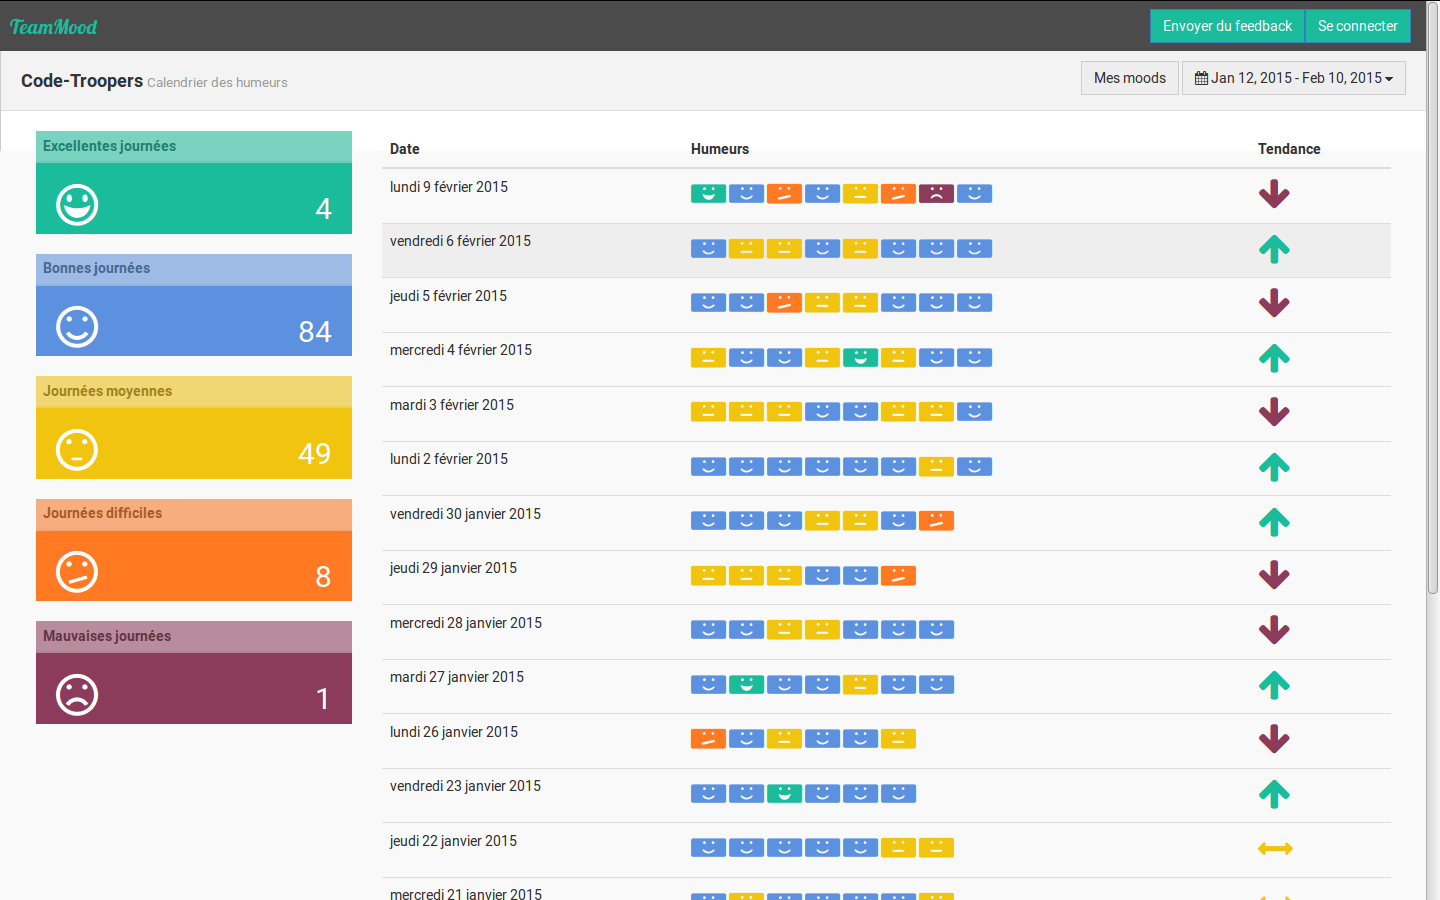 TeamMood
Envoyer du feedback Se connecter
Code-Troopers Calendrier des humeurs
Mes moods Jan 12, 2015 - Feb 10, 2015
Excellentes journées
4
Bonnes journées
84
Journées moyennes
49
Journées difficiles
8
Mauvaises journées
1
Date Humeurs Tendance
lundi 9 février 2015
vendredi 6 février 2015
jeudi 5 février 2015
mercredi 4 février 2015
mardi 3 février 2015
lundi 2 février 2015
vendredi 30 janvier 2015
jeudi 29 janvier 2015
mercredi 28 janvier 2015
mardi 27 janvier 2015
lundi 26 janvier 2015
vendredi 23 janvier 2015
jeudi 22 janvier 2015
mercredi 21 janvier 2015